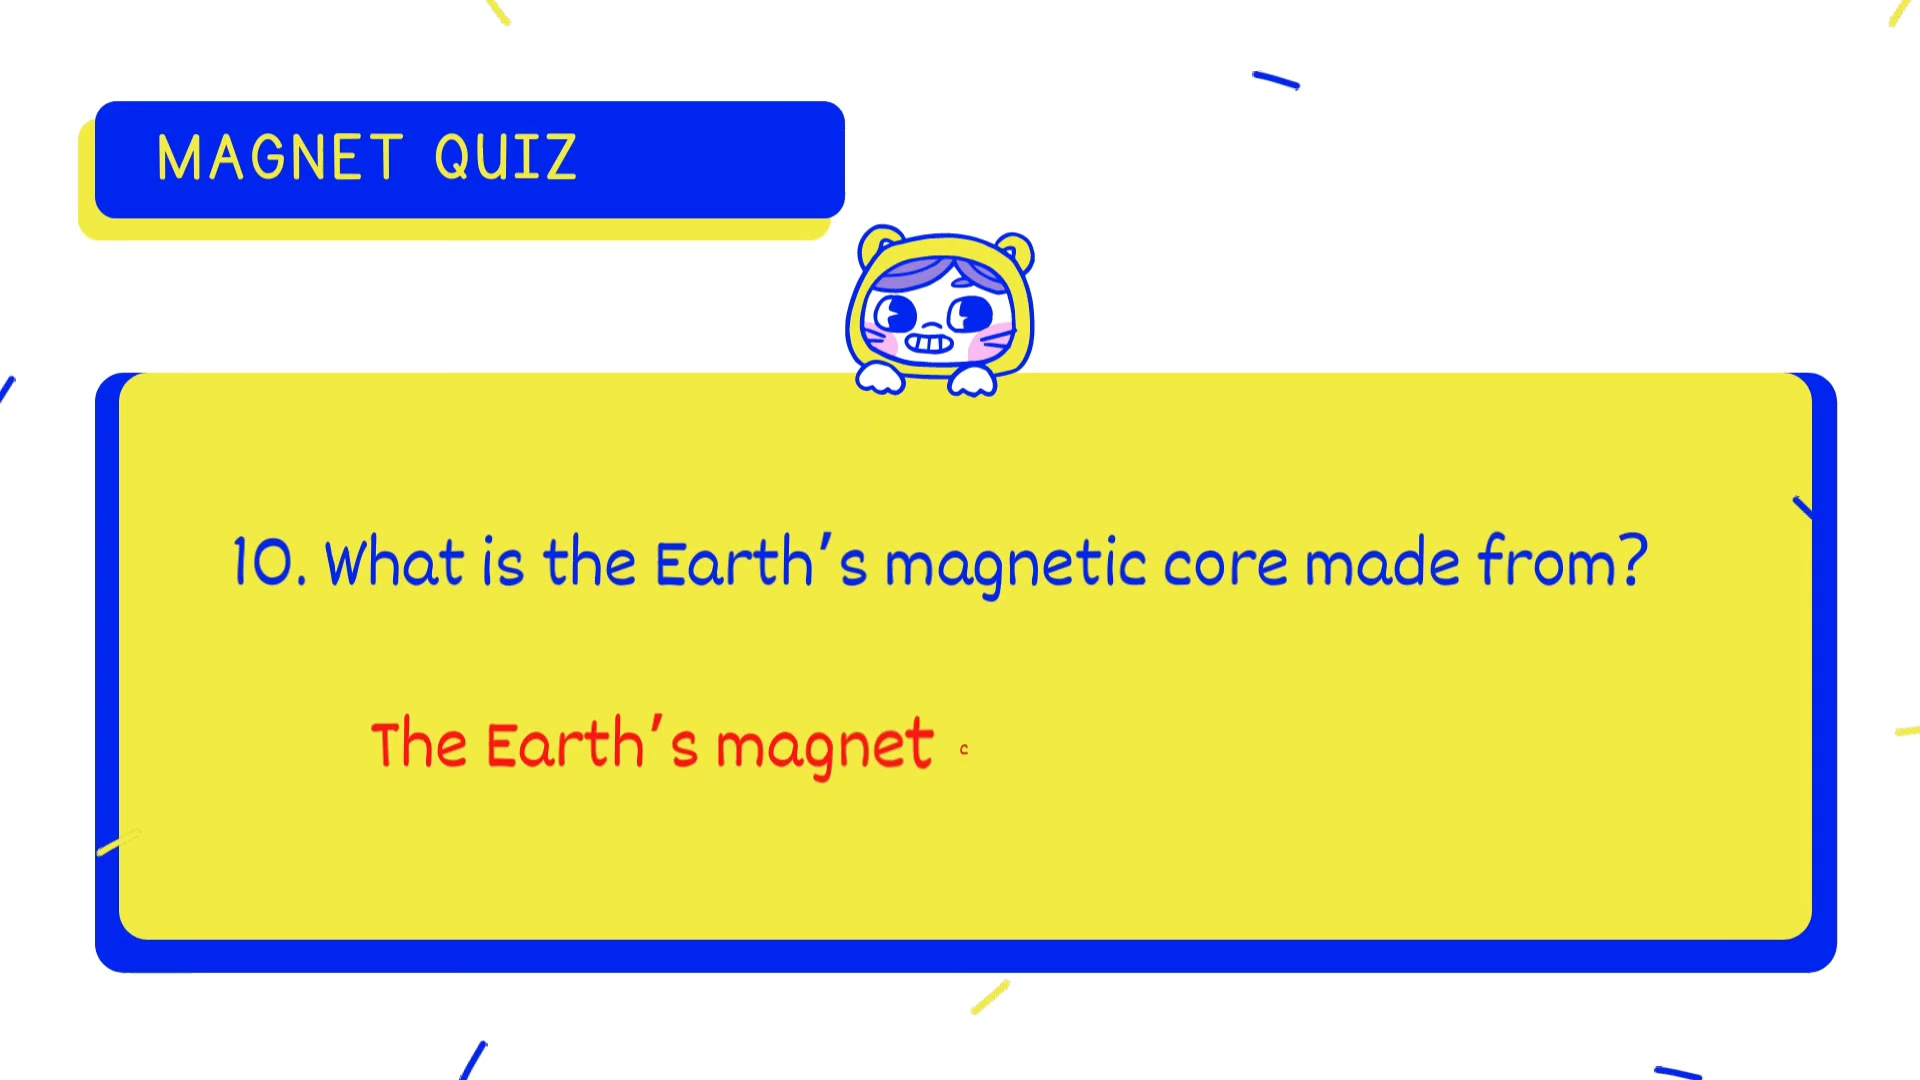 MAGNET QUIZ
10. What is the Earth's magnetic core made from?
The Earth's magnet c